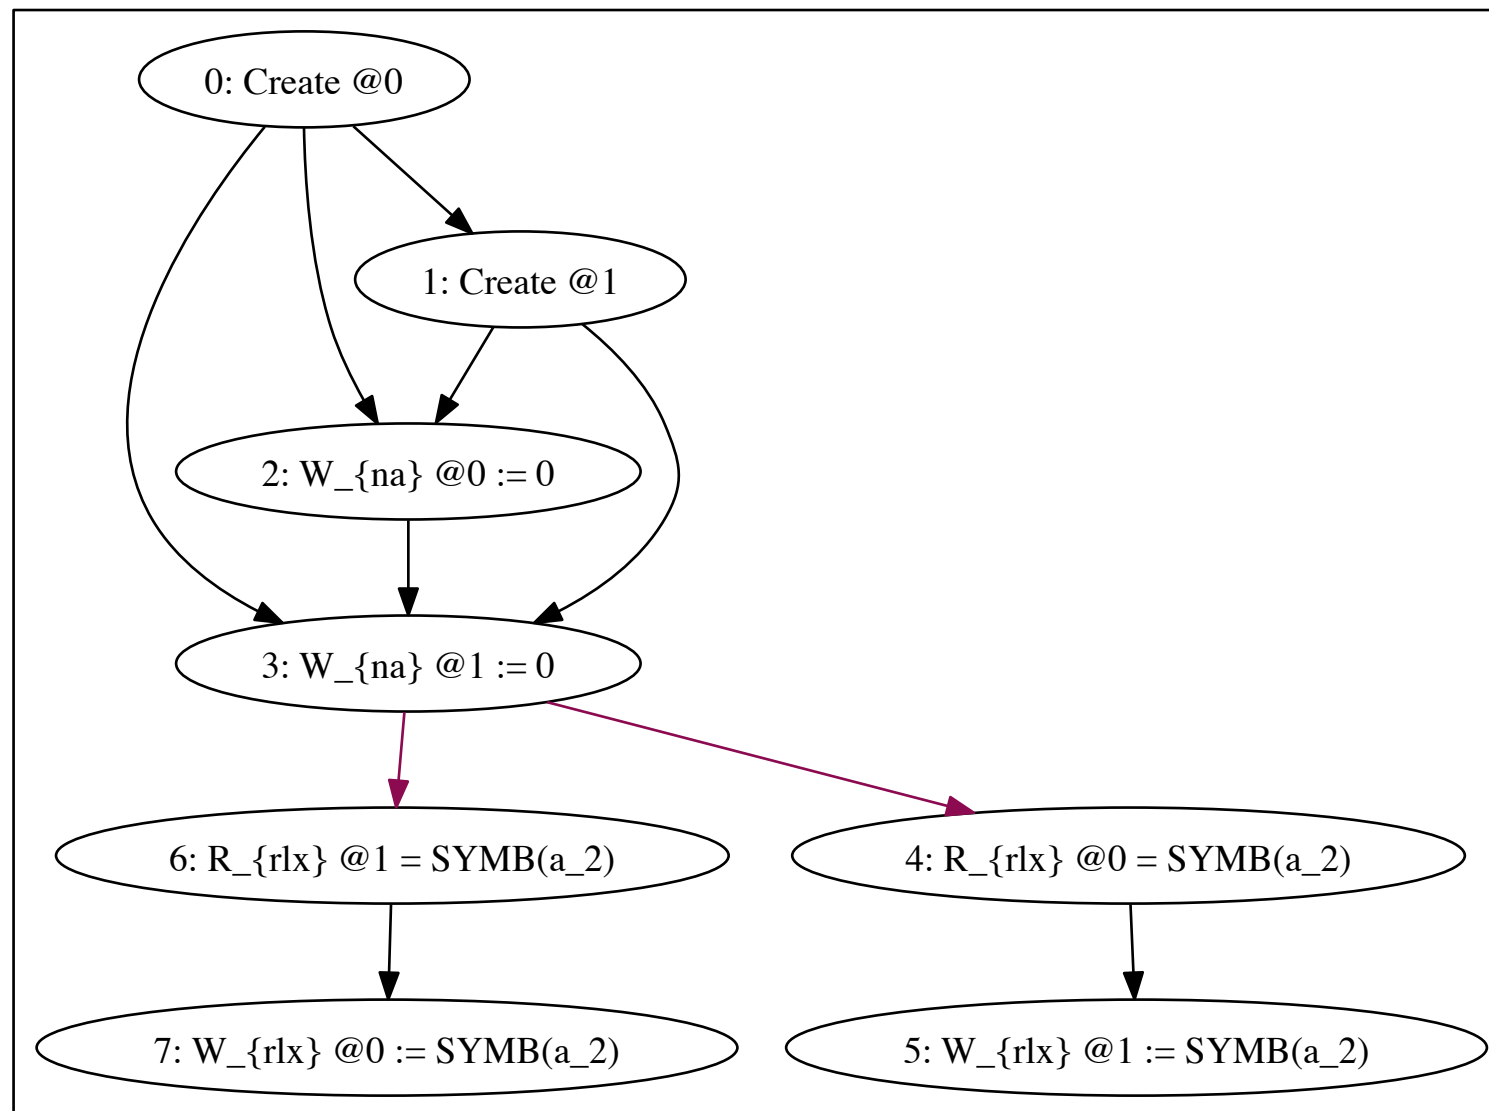 0: Create @0
1: Create @1
2: W_{na} @0 := 0
3: W_{na} @1 := 0
6: R_{rlx} @1 = SYMB(a_2)
4: R_{rlx} @0 = SYMB(a_2)
7: W_{rlx} @0 := SYMB(a_2)
5: W_{rlx} @1 := SYMB(a_2)